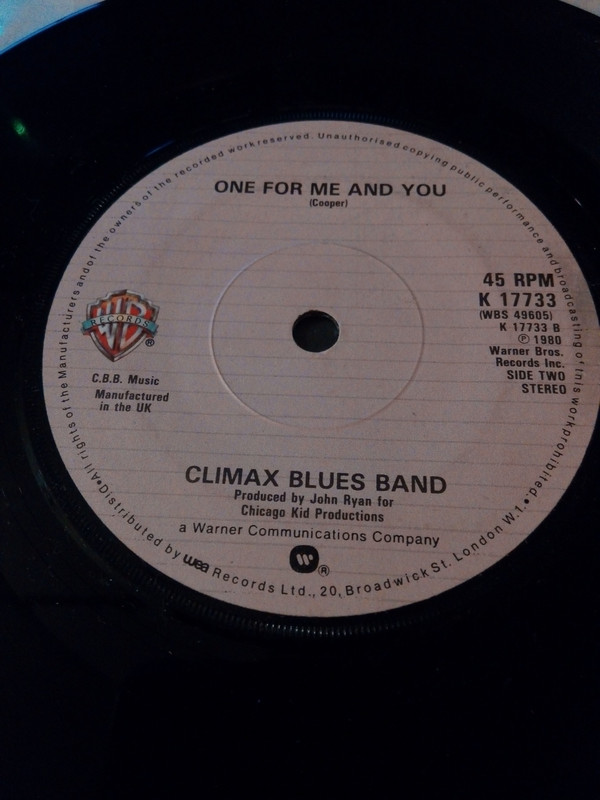 ONE FOR ME AND YOU
(Cooper)
45 RPM
K 17733
(WBS 49605)
K 17733 B
℗ 1980
Warner Bros.
Records Inc.
SIDE TWO
STEREO
WB
RECORDS
®
C.B.B. Music
Manufactured
in the UK
CLIMAX BLUES BAND
Produced by John Ryan for
Chicago Kid Productions
a Warner Communications Company
®
•All rights of the Manufacturers and of the owners of the recorded work reserved. Unauthorised copying public performance and broadcasting of this work prohibited.•
Distributed by wea Records Ltd., 20, Broadwick St. London W.1.